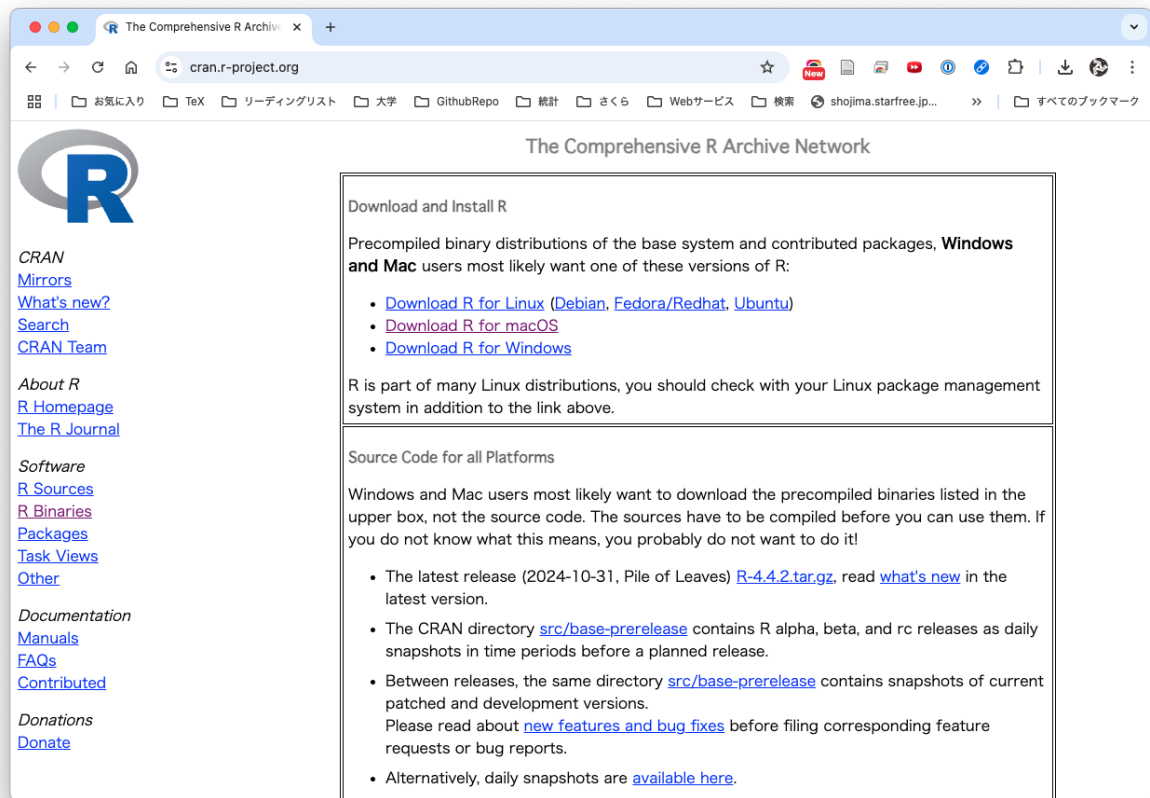 The Comprehensive R Archiv
cran.r-project.org
New
お気に入り TeX リーディングリスト 大学 GithubRepo 統計 さくら Webサービス 検索 shojima.starfree.jp... » すべてのブックマーク
R
CRAN
Mirrors
What's new?
Search
CRAN Team
About R
R Homepage
The R Journal
Software
R Sources
R Binaries
Packages
Task Views
Other
Documentation
Manuals
FAQs
Contributed
Donations
Donate
The Comprehensive R Archive Network
Download and Install R
Precompiled binary distributions of the base system and contributed packages, Windows
and Mac users most likely want one of these versions of R:
• Download R for Linux (Debian, Fedora/Redhat, Ubuntu)
• Download R for macOS
• Download R for Windows
R is part of many Linux distributions, you should check with your Linux package management
system in addition to the link above.
Source Code for all Platforms
Windows and Mac users most likely want to download the precompiled binaries listed in the
upper box, not the source code. The sources have to be compiled before you can use them. If
you do not know what this means, you probably do not want to do it!
• The latest release (2024-10-31, Pile of Leaves) R-4.4.2.tar.gz, read what's new in the
latest version.
• The CRAN directory src/base-prerelease contains R alpha, beta, and rc releases as daily
snapshots in time periods before a planned release.
• Between releases, the same directory src/base-prerelease contains snapshots of current
patched and development versions.
Please read about new features and bug fixes before filing corresponding feature
requests or bug reports.
• Alternatively, daily snapshots are available here.